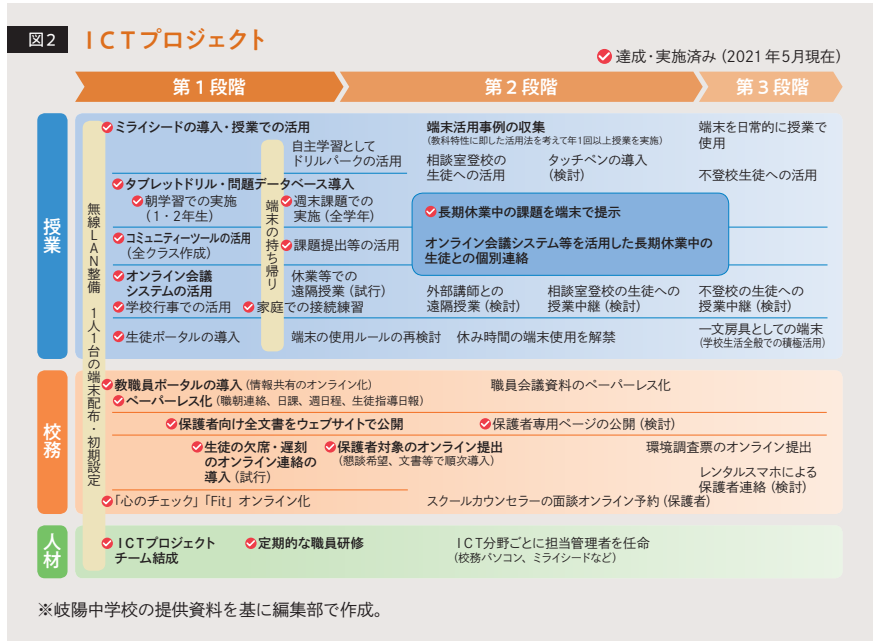 図2 ICTプロジェクト
達成・実施済み(2021年5月現在)
第1段階
第2段階
第3段階
授業
無線LAN整備 1人1台の端末配布・初期設定
ミライシードの導入・授業での活用
自主学習として
ドリルパークの活用
端末の持ち帰り
タブレットドリル・問題データベース導入
朝学習での実施
(1・2年生)
週末課題での
実施(全学年)
コミュニティーツールの活用
(全クラス作成)
課題提出等の活用
オンライン会議
システムの活用
休業等での
遠隔授業(試行)
学校行事での活用
家庭での接続練習
生徒ポータルの導入
端末の使用ルールの再検討
端末活用事例の収集
(教科特性に即した活用法を考えて年1回以上授業を実施)
相談室登校の
生徒への活用
タッチペンの導入
(検討)
長期休業中の課題を端末で提示
オンライン会議システム等を活用した長期休業中の
生徒との個別連絡
外部講師との
遠隔授業(検討)
相談室登校の生徒への
授業中継(検討)
休み時間の端末使用を解禁
端末を日常的に授業で
使用
不登校生徒への活用
不登校の生徒への
授業中継(検討)
一文房具としての端末
(学校生活全般での積極活用)
校務
教職員ポータルの導入(情報共有のオンライン化)
職員会議資料のペーパーレス化
ペーパーレス化(職朝連絡、日課、週日程、生徒指導日報)
保護者向け全文書をウェブサイトで公開
保護者専用ページの公開(検討)
生徒の欠席・遅刻
のオンライン連絡の
導入(試行)
保護者対象のオンライン提出
(懇談希望、文書等で順次導入)
環境調査票のオンライン提出
レンタルスマホによる
保護者連絡(検討)
「心のチェック」「Fit」オンライン化
スクールカウンセラーの面談オンライン予約(保護者)
人材
ICTプロジェクト
チーム結成
定期的な職員研修
ICT分野ごとに担当管理者を任命
(校務パソコン、ミライシードなど)
※岐陽中学校の提供資料を基に編集部で作成。